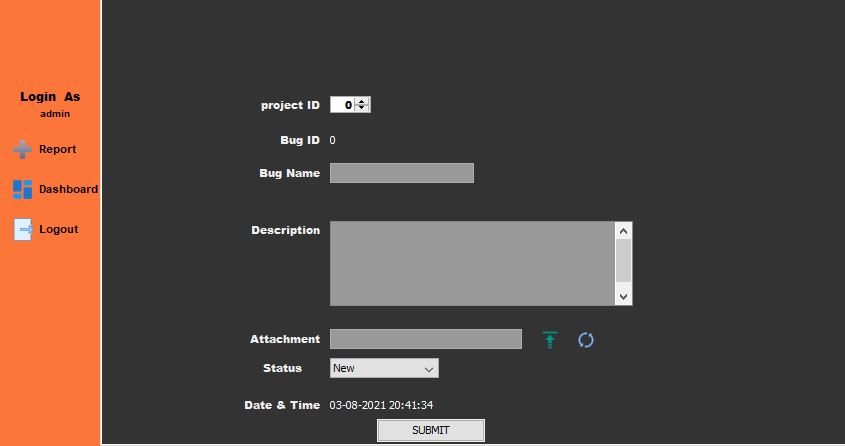 Login As
admin
Report
Dashboard
Logout
project ID 0
Bug ID 0
Bug Name
Description
Attachment
Status New
Date & Time 03-08-2021 20:41:34
SUBMIT